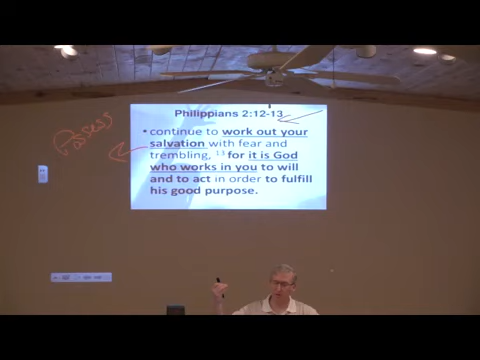 Philippians 2:12-13
Assess
• continue to work out your
salvation with fear and
trembling, 13 for it is God
who works in you to will
and to act in order to fulfill
his good purpose.